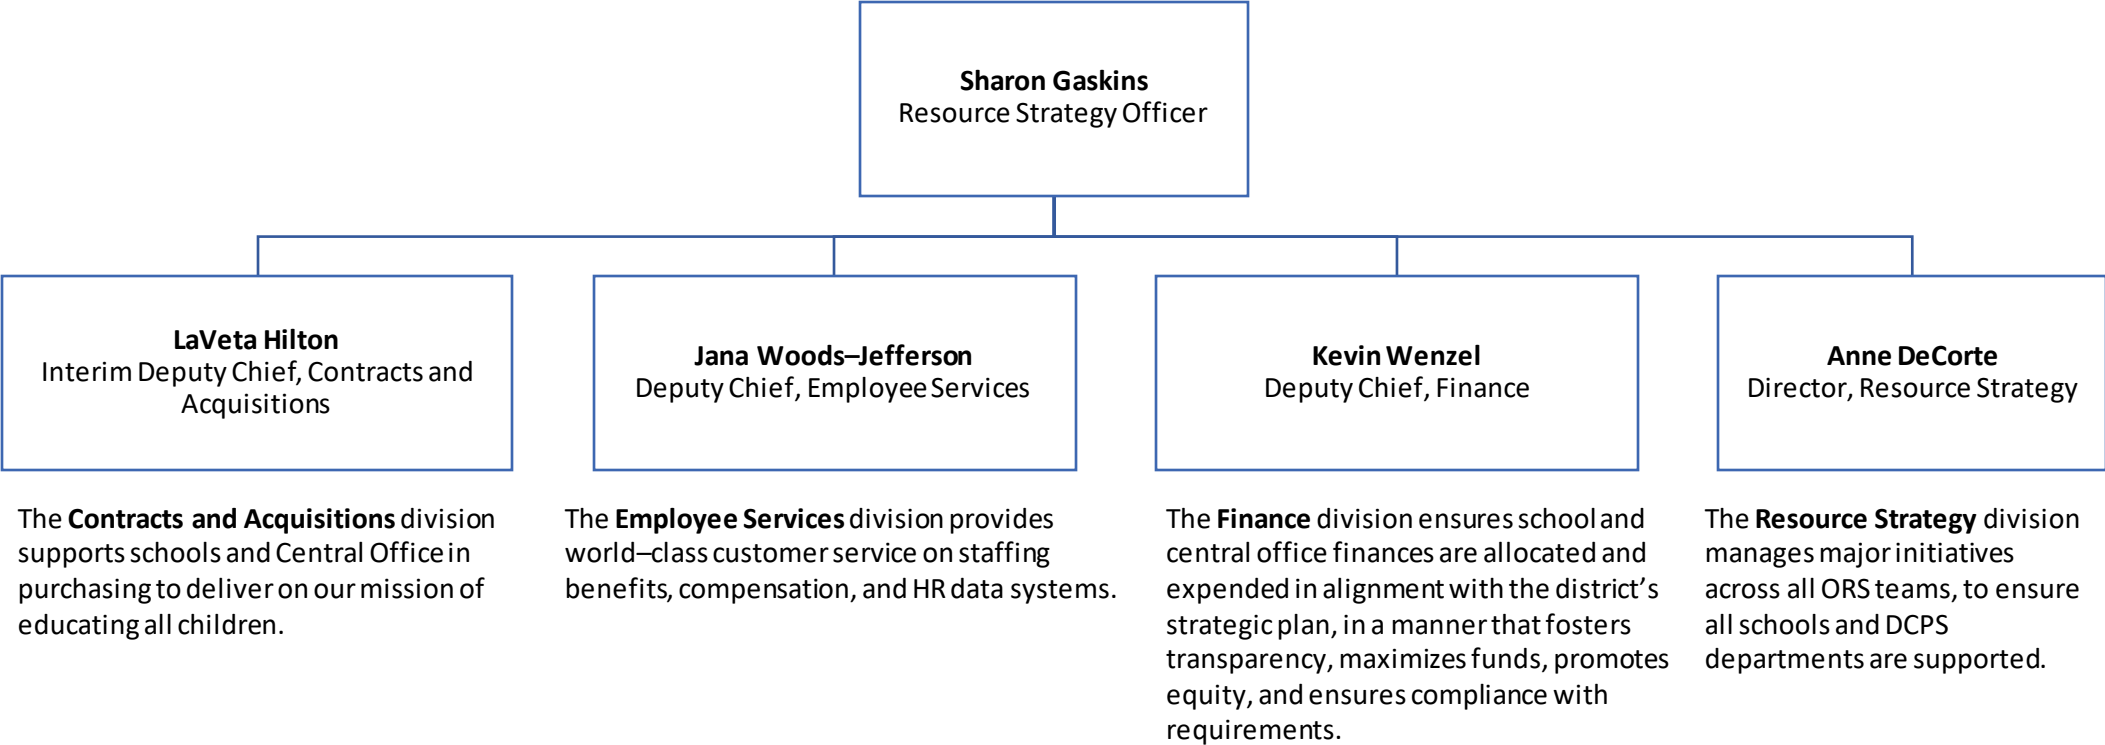 Sharon Gaskins
Resource Strategy Officer
LaVeta Hilton
Interim Deputy Chief, Contracts and
Acquisitions
Jana Woods–Jefferson
Deputy Chief, Employee Services
Kevin Wenzel
Deputy Chief, Finance
Anne DeCorte
Director, Resource Strategy
The Contracts and Acquisitions division
supports schools and Central Office in
purchasing to deliver on our mission of
educating all children.
The Employee Services division provides
world–class customer service on staffing
benefits, compensation, and HR data systems.
The Finance division ensures school and
central office finances are allocated and
expended in alignment with the district’s
strategic plan, in a manner that fosters
transparency, maximizes funds, promotes
equity, and ensures compliance with
requirements.
The Resource Strategy division
manages major initiatives
across all ORS teams, to ensure
all schools and DCPS
departments are supported.